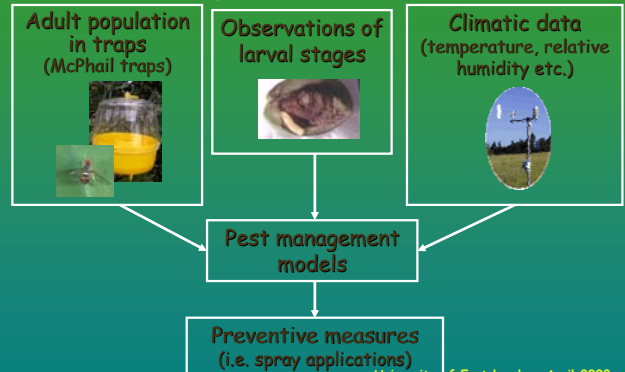 Adult population
in traps
(McPhail traps)
Observations of
larval stages
Climatic data
(temperature, relative
humidity etc.)
Pest management
models
Preventive measures
(i.e. spray applications)